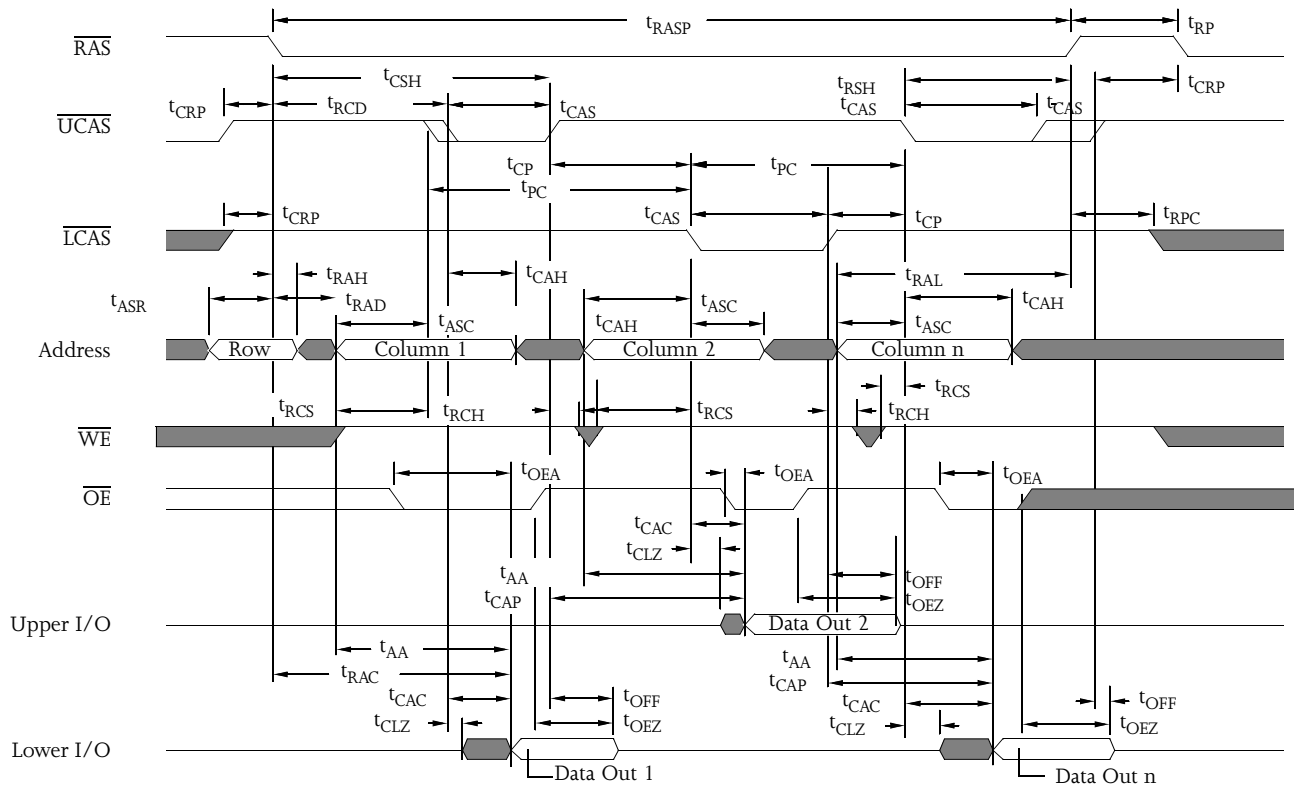 tRASP
tRP
RAS
tCSH
tRSH
tCRP
tRCD
tCAS
tCAS
tCAS
tCRP
UCAS
tCP
tPC
tPC
tCRP
tCAS
tCP
tRPC
LCAS
tRAH
tCAH
tRAL
tASR
tRAD
tASC
tCAH
tASC
tCAH
tASC
Address
Row
Column 1
Column 2
Column n
tRCS
tRCS
tRCH
tRCS
tRCH
WE
tOEA
tOEA
tOEA
OE
tCAC
tCLZ
tAA
tOFF
tCAP
tOEZ
Upper I/O
Data Out 2
tAA
tAA
tRAC
tCAP
tCAC
tOFF
tCAC
tOFF
tCLZ
tOEZ
tCLZ
tOEZ
Lower I/O
Data Out 1
Data Out n